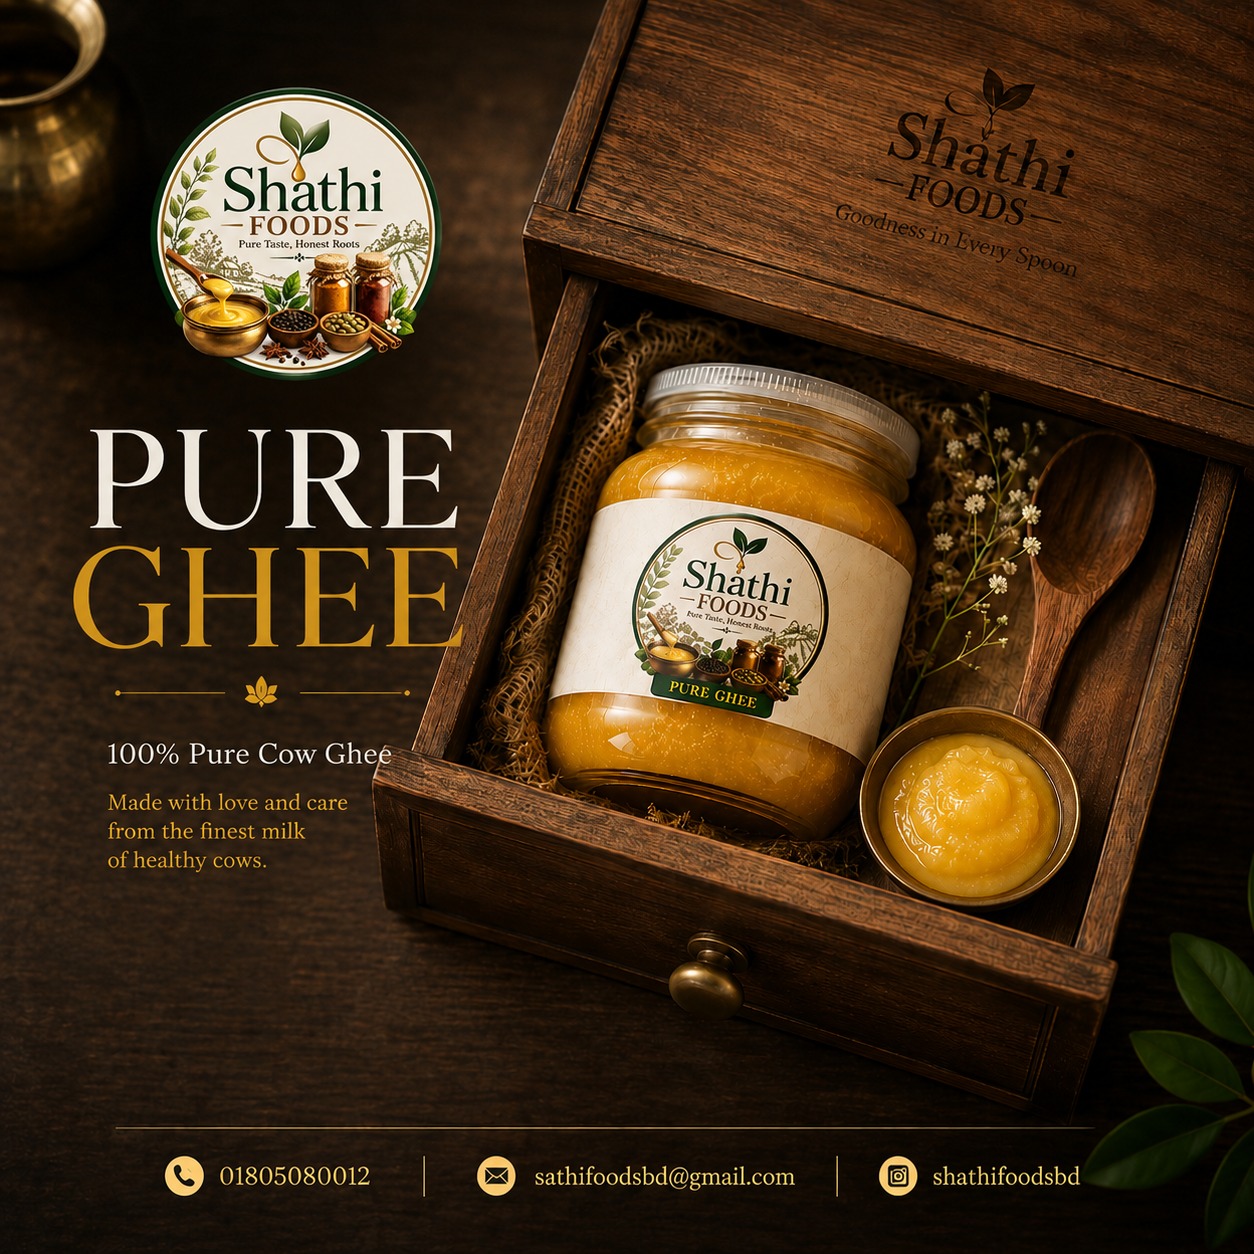 Shathi
FOODS
Pure Taste, Honest Roots
PURE
GHEE
100% Pure Cow Ghee
Made with love and care
from the finest milk
of healthy cows.
Shathi
FOODS
Goodness in Every Spoon
Shathi
FOODS
Pure Taste, Honest Roots
PURE GHEE
01805080012
sathifoodsbd@gmail.com
shathifoodsbd